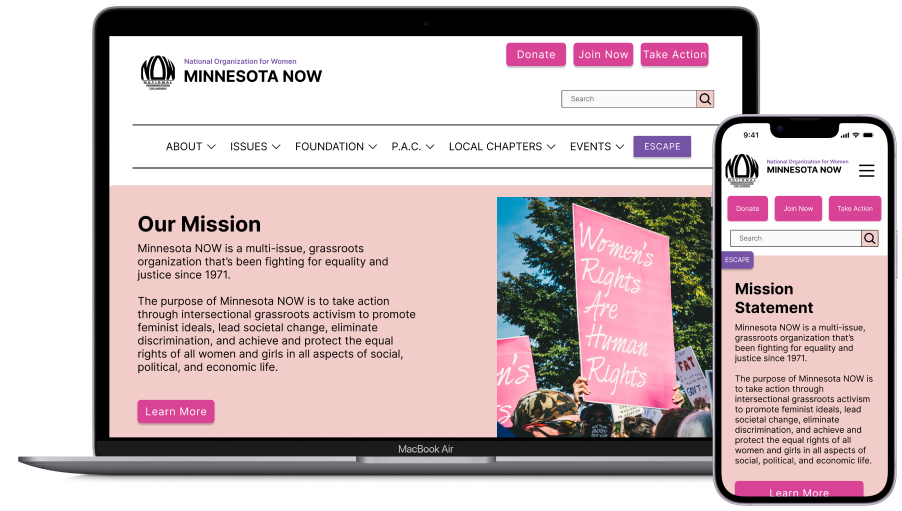 Donate Join Now Take Action
National Organization for Women
MINNESOTA NOW
NOW
NATIONAL
Search
ABOUT ISSUES FOUNDATION P.A.C. LOCAL CHAPTERS EVENTS ESCAPE
Our Mission
Minnesota NOW is a multi-issue, grassroots
organization that's been fighting for equality and
justice since 1971.
The purpose of Minnesota NOW is to take action
through intersectional grassroots activism to promote
feminist ideals, lead societal change, eliminate
discrimination, and achieve and protect the equal
rights of all women and girls in all aspects of social,
political, and economic life.
Learn More
Women's
Rights
Are
Human
Rights
FAT
MacBook Air
9:41
NOW
NATIONAL
National Organization for Women
MINNESOTA NOW
Donate Join Now Take Action
Search
ESCAPE
Mission
Statement
Minnesota NOW is a multi-issue,
grassroots organization that's
been fighting for equality and
justice since 1971.
The purpose of Minnesota NOW is
to take action through
intersectional grassroots activism
to promote feminist ideals, lead
societal change, eliminate
discrimination, and achieve and
protect the equal rights of all
women and girls in all aspects of
social, political, and economic life.
Learn More